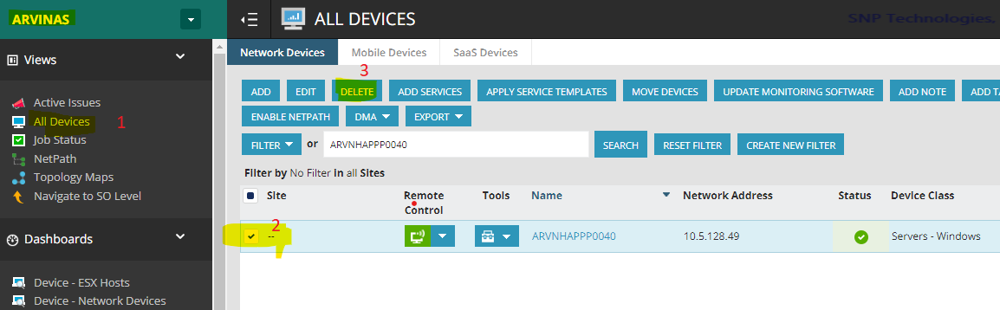 ARVINAS
ALL DEVICES
SNP Technologies.
Views
Active Issues
All Devices
1
Job Status
NetPath
Topology Maps
Navigate to SO Level
Dashboards
Device - ESX Hosts
Device - Network Devices
Network Devices
Mobile Devices
SaaS Devices
3
ADD
EDIT
DELETE
ADD SERVICES
APPLY SERVICE TEMPLATES
MOVE DEVICES
UPDATE MONITORING SOFTWARE
ADD NOTE
ADD TA
ENABLE NETPATH
DMA
EXPORT
FILTER
or
ARVNHAPPP0040
SEARCH
RESET FILTER
CREATE NEW FILTER
Filter by No Filter in all Sites
Site
Remote
Control
Tools
Name
Network Address
Status
Device Class
2
--
ARVNHAPPP0040
10.5.128.49
Servers - Windows